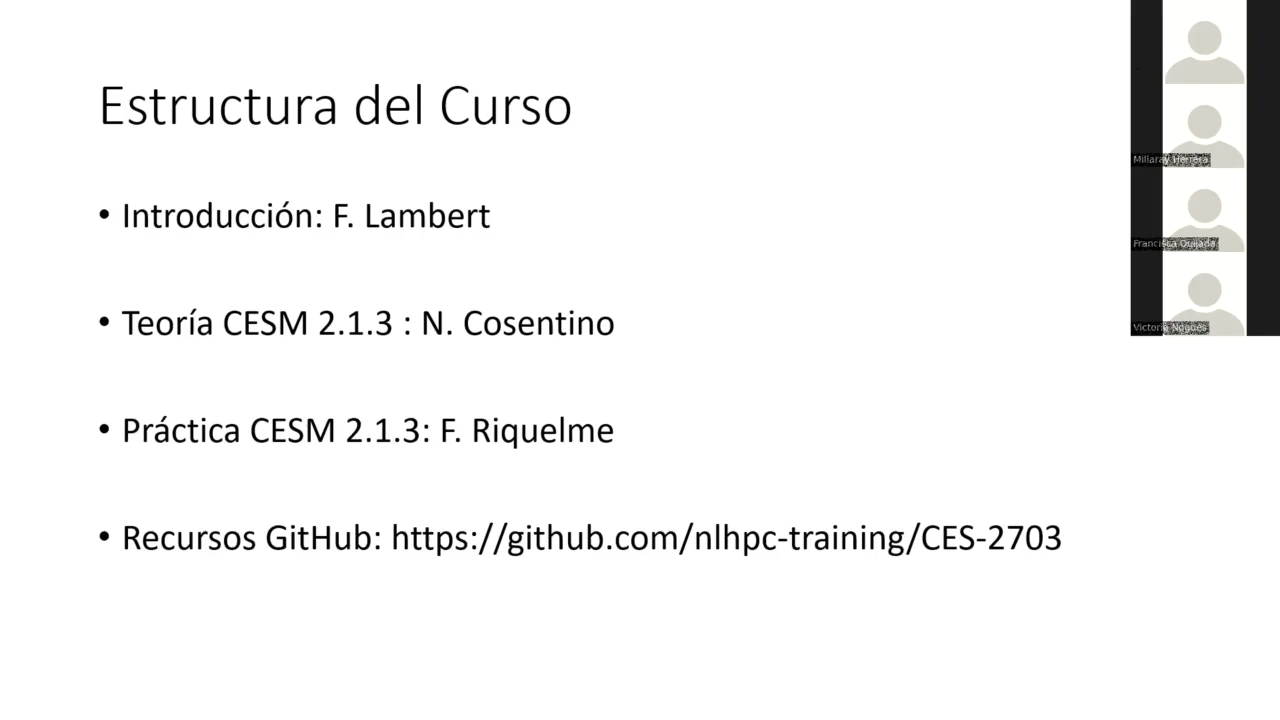 Estructura del Curso
• Introducción: F. Lambert
• Teoría CESM 2.1.3 : N. Cosentino
• Práctica CESM 2.1.3: F. Riquelme
• Recursos GitHub: https://github.com/nlhpc-training/CES-2703
Millaray Herrera
Francisca Quijada
Victoria Nogués